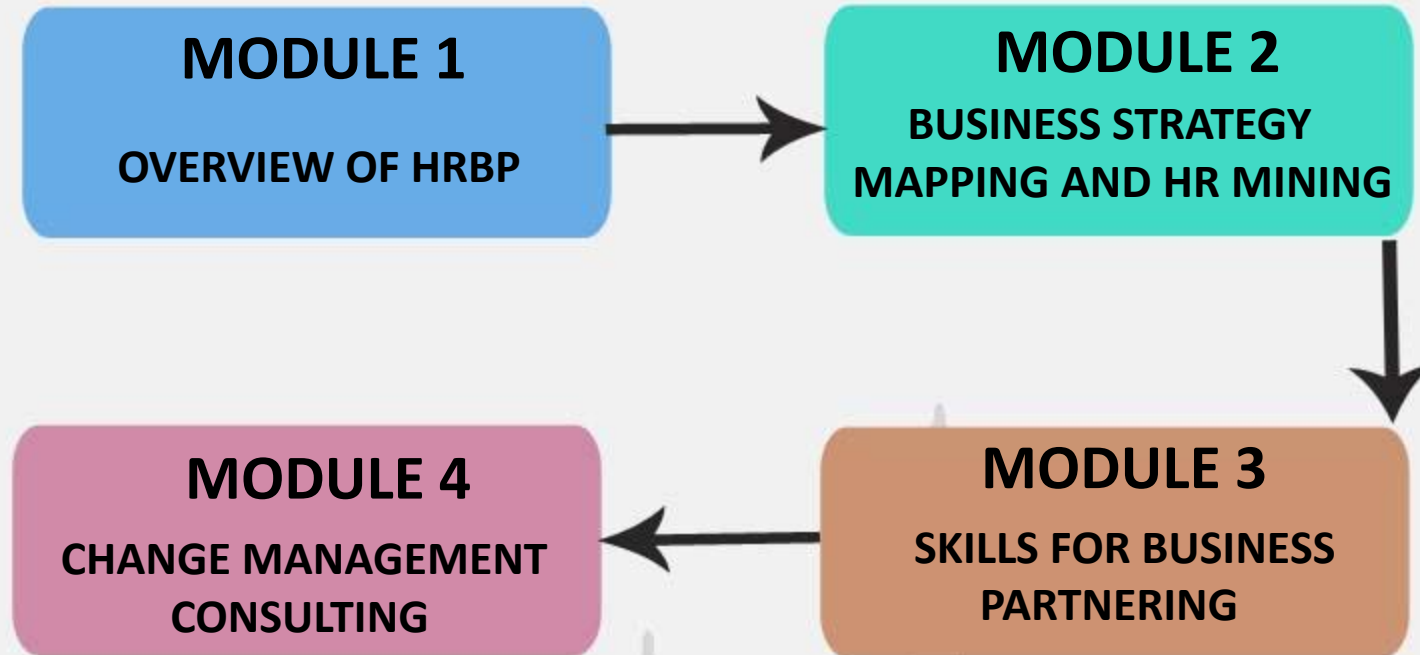 MODULE 1
OVERVIEW OF HRBP
MODULE 2
BUSINESS STRATEGY
MAPPING AND HR MINING
MODULE 3
SKILLS FOR BUSINESS
PARTNERING
MODULE 4
CHANGE MANAGEMENT
CONSULTING